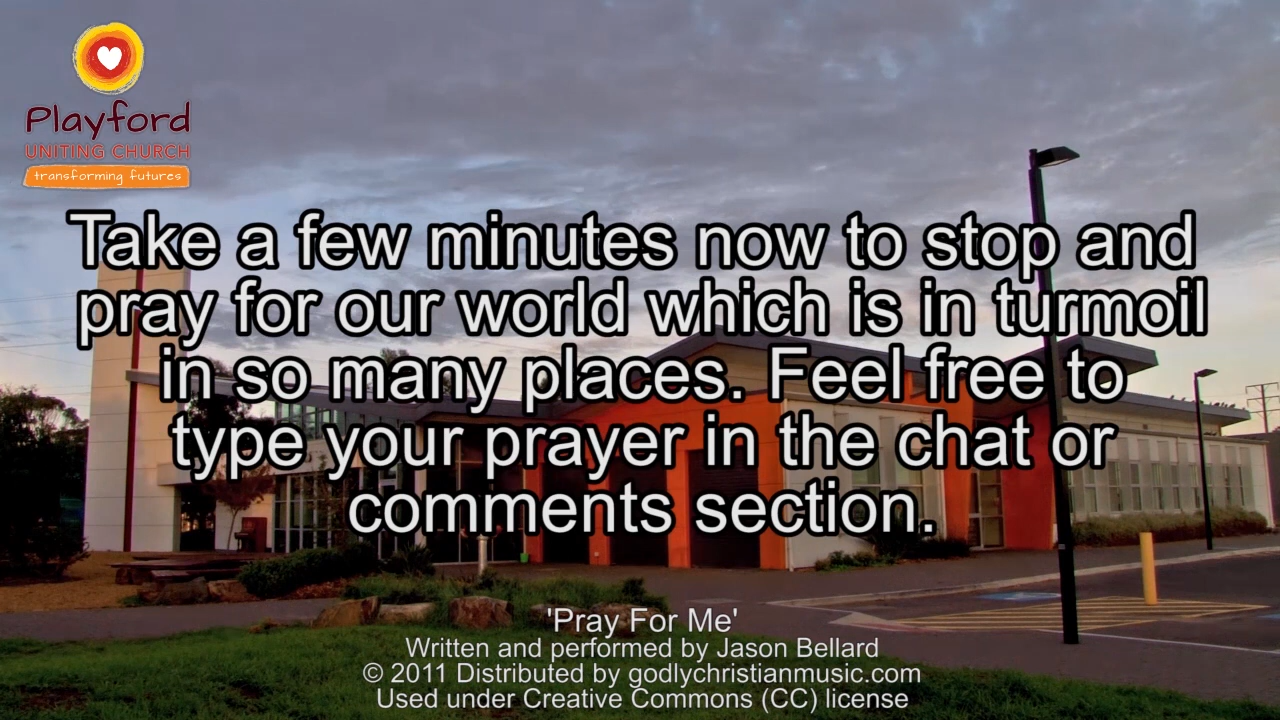 Playford
UNITING CHURCH
transforming futures
Take a few minutes now to stop and
pray for our world which is in turmoil
in so many places. Feel free to
type your prayer in the chat or
comments section.
'Pray For Me'
Written and performed by Jason Bellard
© 2011 Distributed by godlychristianmusic.com
Used under Creative Commons (CC) license